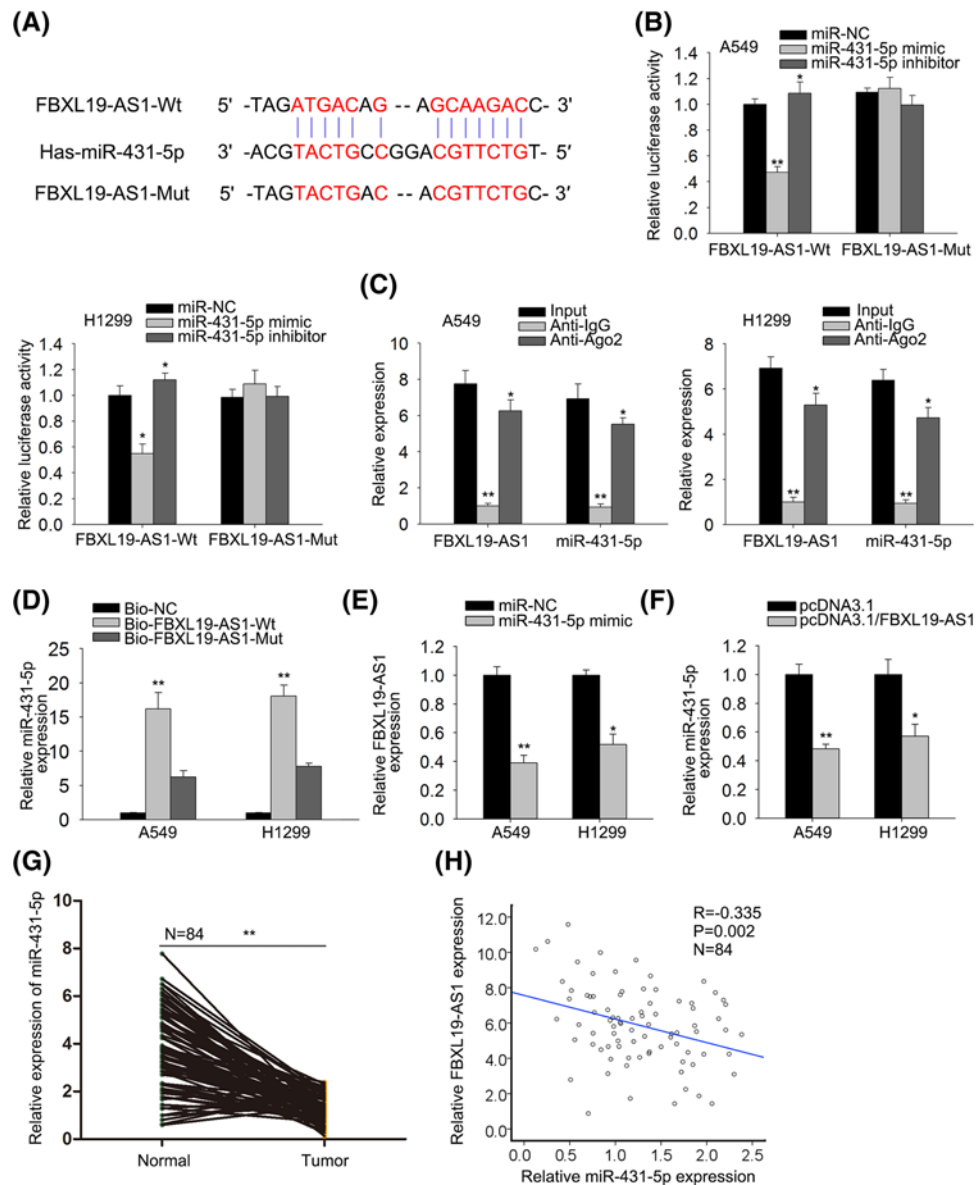 (A)
FBXL19-AS1-Wt 5' -TAGATGACAG --AGCAAGACC- 3'
Has-miR-431-5p 3' -ACGTACTGCCGGACGTTCTGT- 5'
FBXL19-AS1-Mut 5' -TAGTACTGAC -- ACGTTCTGC- 3'
(B)
A549
miR-NC
miR-431-5p mimic
miR-431-5p inhibitor
Relative luciferase activity
1.4
1.2
1.0
.8
.6
.4
.2
0.0
*
**
FBXL19-AS1-Wt FBXL19-AS1-Mut
H1299
miR-NC
miR-431-5p mimic
miR-431-5p inhibitor
Relative luciferase activity
1.4
1.2
1.0
0.8
0.6
0.4
0.2
0.0
*
*
FBXL19-AS1-Wt FBXL19-AS1-Mut
(C)
A549
Input
Anti-IgG
Anti-Ago2
Relative expression
10
8
6
4
2
0
**
*
**
*
FBXL19-AS1 miR-431-5p
H1299
Input
Anti-IgG
Anti-Ago2
Relative expression
8
6
4
2
0
**
*
**
*
FBXL19-AS1 miR-431-5p
(D)
Bio-NC
Bio-FBXL19-AS1-Wt
Bio-FBXL19-AS1-Mut
Relative miR-431-5p
expression
25
20
15
10
5
0
**
**
A549 H1299
(E)
miR-NC
miR-431-5p mimic
Relative FBXL19-AS1
expression
1.4
1.2
1.0
0.8
0.6
0.4
0.2
0.0
**
*
A549 H1299
(F)
pcDNA3.1
pcDNA3.1/FBXL19-AS1
Relative miR-431-5p
expression
1.4
1.2
1.0
0.8
0.6
0.4
0.2
0.0
**
*
A549 H1299
(G)
Relative expression of miR-431-5p
10
8
6
4
2
0
N=84 **
Normal Tumor
(H)
Relative FBXL19-AS1 expression
12.0
10.0
8.0
6.0
4.0
2.0
0.0
R=-0.335
P=0.002
N=84
0.0 0.5 1.0 1.5 2.0 2.5
Relative miR-431-5p expression